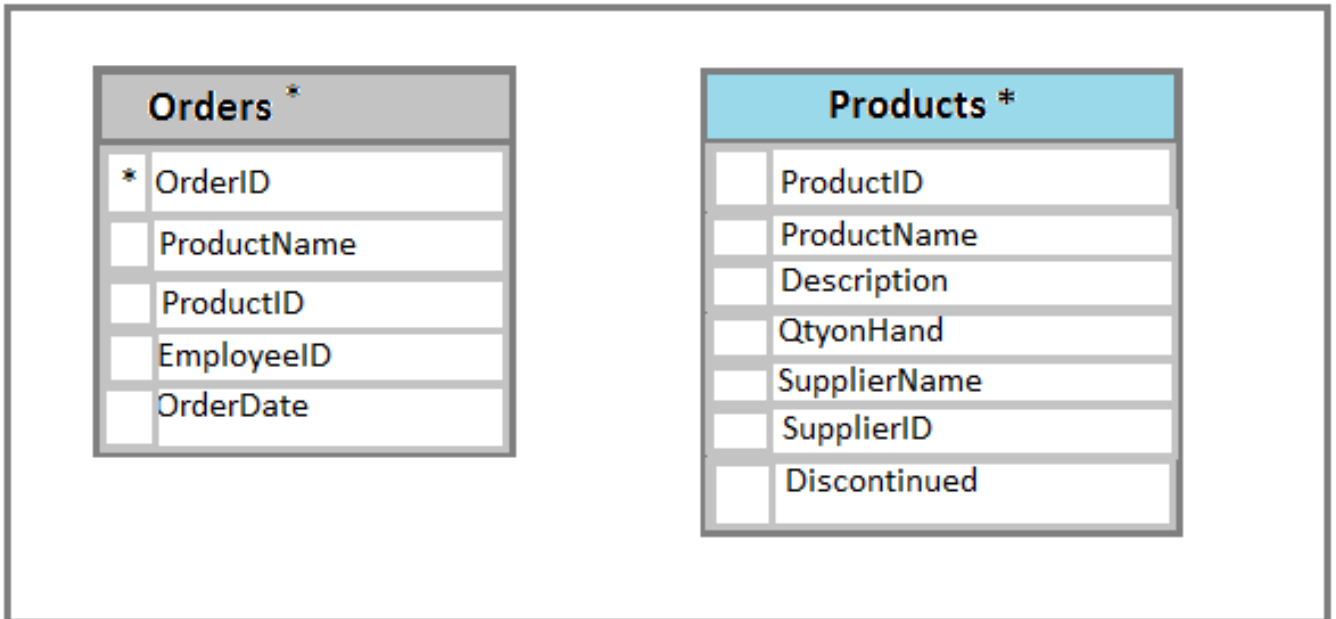 Orders *
* OrderID
ProductName
ProductID
EmployeeID
OrderDate
Products *
ProductID
ProductName
Description
QtyonHand
SupplierName
SupplierID
Discontinued